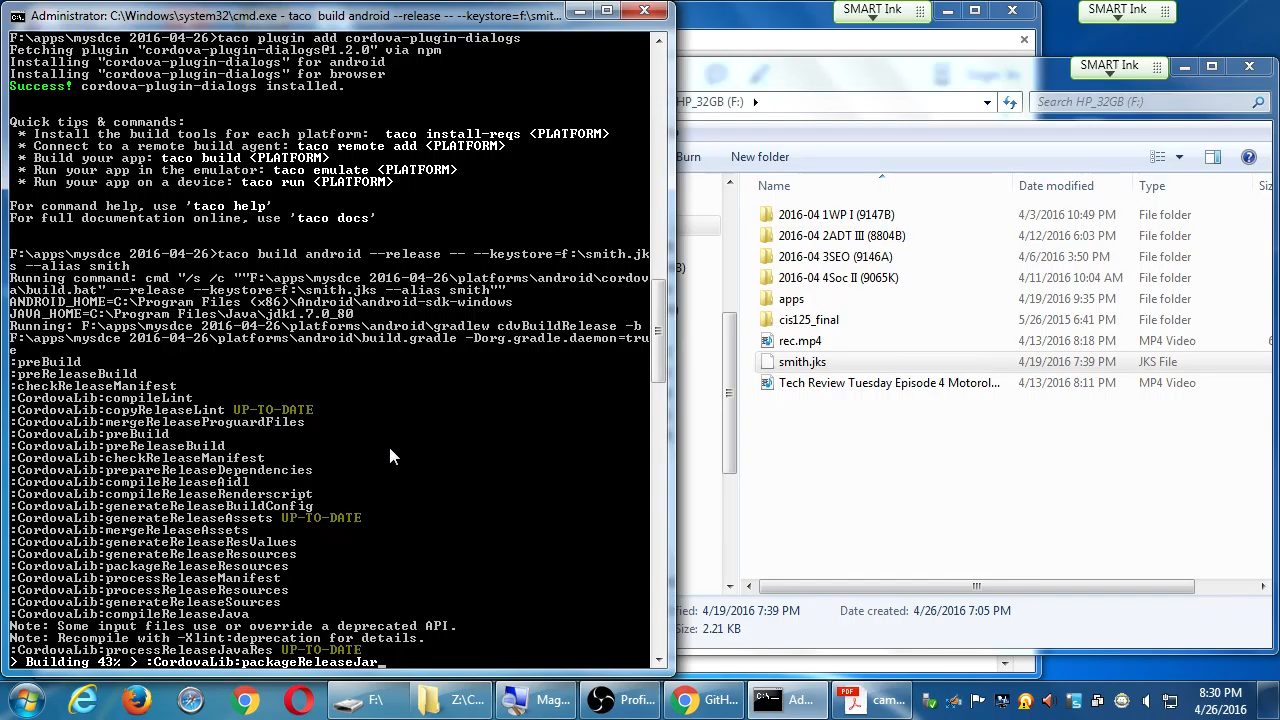 Administrator: C:\Windows\system32\cmd.exe - taco build android --release -- --keystore=f:\smit...
F:\apps\mysdce 2016-04-26>taco plugin add cordova-plugin-dialogs
Fetching plugin "cordova-plugin-dialogs@1.2.0" via npm
Installing "cordova-plugin-dialogs" for android
Installing "cordova-plugin-dialogs" for browser
Success! cordova-plugin-dialogs installed.
Quick tips & commands:
* Install the build tools for each platform: taco install-reqs <PLATFORM>
* Connect to a remote build agent: taco remote add <PLATFORM>
* Build your app: taco build <PLATFORM>
* Run your app in the emulator: taco emulate <PLATFORM>
* Run your app on a device: taco run <PLATFORM>
For command help, use 'taco help'
For full documentation online, use 'taco docs'
F:\apps\mysdce 2016-04-26>taco build android --release -- --keystore=f:\smith.jk
s --alias smith
Running command: cmd "/s /c ""F:\apps\mysdce 2016-04-26\platforms\android\cordov
a\build.bat" --release --keystore=f:\smith.jks --alias smith""
ANDROID_HOME=C:\Program Files (x86)\Android\android-sdk-windows
JAVA_HOME=C:\Program Files\Java\jdk1.7.0_80
Running: F:\apps\mysdce 2016-04-26\platforms\android\gradlew cdvBuildRelease -b
F:\apps\mysdce 2016-04-26\platforms\android\build.gradle -Dorg.gradle.daemon=tru
e
:preBuild
:preReleaseBuild
:checkReleaseManifest
:CordovaLib:compileLint
:CordovaLib:copyReleaseLint UP-TO-DATE
:CordovaLib:mergeReleaseProguardFiles
:CordovaLib:preBuild
:CordovaLib:preReleaseBuild
:CordovaLib:checkReleaseManifest
:CordovaLib:prepareReleaseDependencies
:CordovaLib:compileReleaseAidl
:CordovaLib:compileReleaseRenderscript
:CordovaLib:generateReleaseBuildConfig
:CordovaLib:generateReleaseAssets UP-TO-DATE
:CordovaLib:mergeReleaseAssets
:CordovaLib:generateReleaseResValues
:CordovaLib:generateReleaseResources
:CordovaLib:packageReleaseResources
:CordovaLib:processReleaseManifest
:CordovaLib:processReleaseResources
:CordovaLib:generateReleaseSources
:CordovaLib:compileReleaseJava
Note: Some input files use or override a deprecated API.
Note: Recompile with -Xlint:deprecation for details.
:CordovaLib:processReleaseJavaRes UP-TO-DATE
> Building 43% > :CordovaLib:packageReleaseJar
SMART Ink
SMART Ink
SMART Ink
HP_32GB (F:)
Search HP_32GB (F:)
Burn
New folder
Name
Date modified
Type
Siz
2016-04 1WP I (9147B) 4/3/2016 10:49 PM File folder
2016-04 2ADT III (8804B) 4/12/2016 6:03 PM File folder
2016-04 3SEO (9146A) 4/6/2016 3:50 PM File folder
2016-04 4Soc II (9065K) 4/11/2016 10:04 AM File folder
apps 4/19/2016 9:35 PM File folder
cis125_final 5/26/2015 6:41 PM File folder
rec.mp4 4/13/2016 8:18 PM MP4 Video 6
smith.jks 4/19/2016 7:39 PM JKS File
Tech Review Tuesday Episode 4 Motorol... 4/13/2016 8:11 PM MP4 Video
fied: 4/19/2016 7:39 PM
Date created: 4/26/2016 7:05 PM
Size: 2.21 KB
F:\
Z:\C...
Mag...
Profi...
GitH...
Ad...
cam...
8:30 PM
4/26/2016